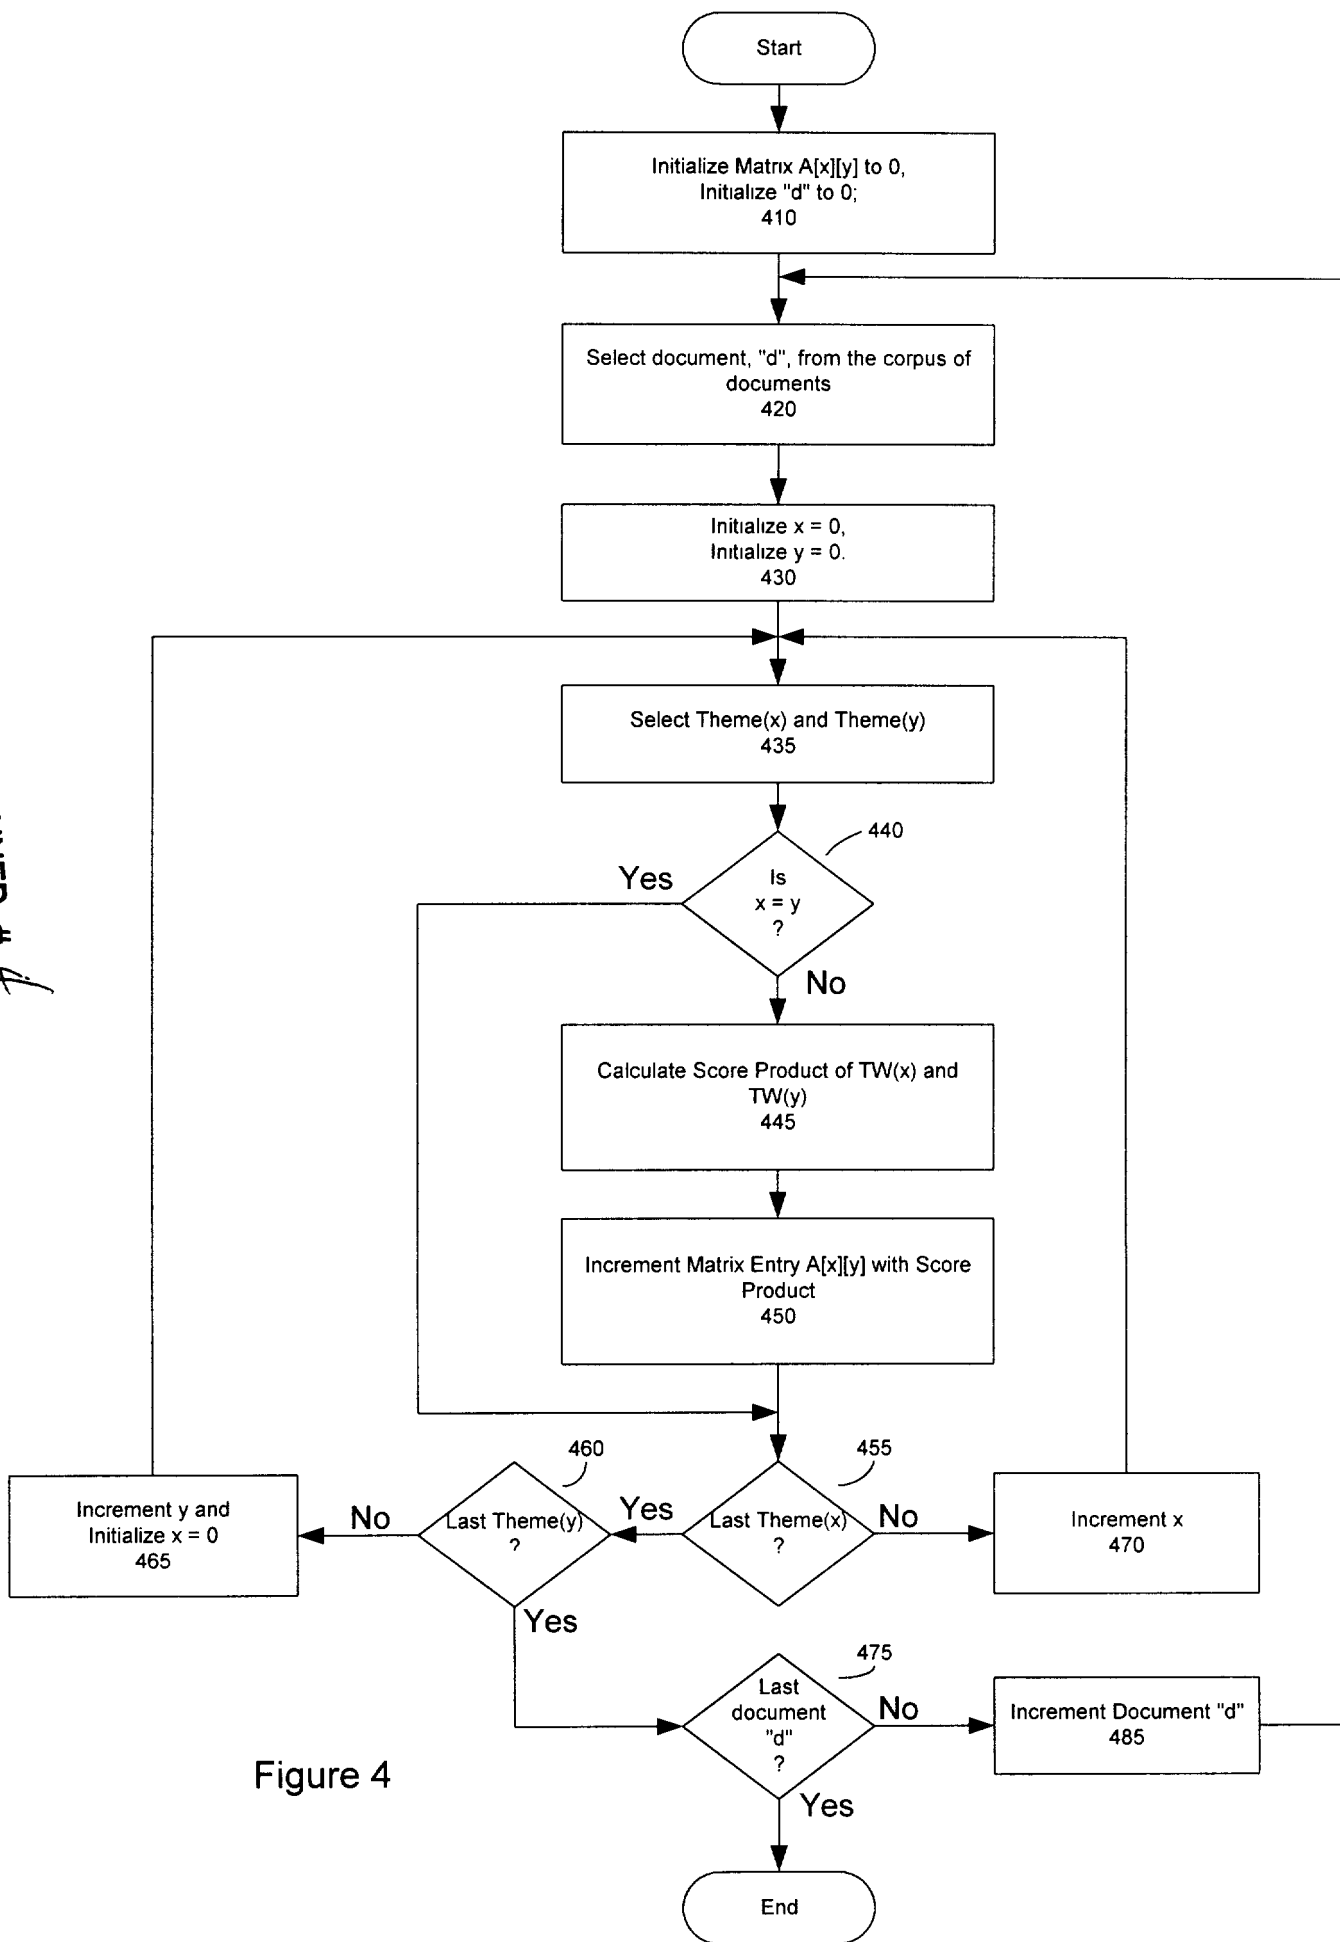 Start
Initialize Matrix A[x][y] to 0,
Initialize "d" to 0;
410
Select document, "d", from the corpus of
documents
420
Initialize x = 0,
Initialize y = 0.
430
Select Theme(x) and Theme(y)
435
440
Yes
Is
x = y
?
No
Calculate Score Product of TW(x) and
TW(y)
445
Increment Matrix Entry A[x][y] with Score
Product
450
460
455
Increment y and
Initialize x = 0
465
No
Last Theme(y)
?
Yes
Last Theme(x)
?
No
Increment x
470
Yes
475
Last
document
"d"
?
No
Increment Document "d"
485
Figure 4
Yes
End